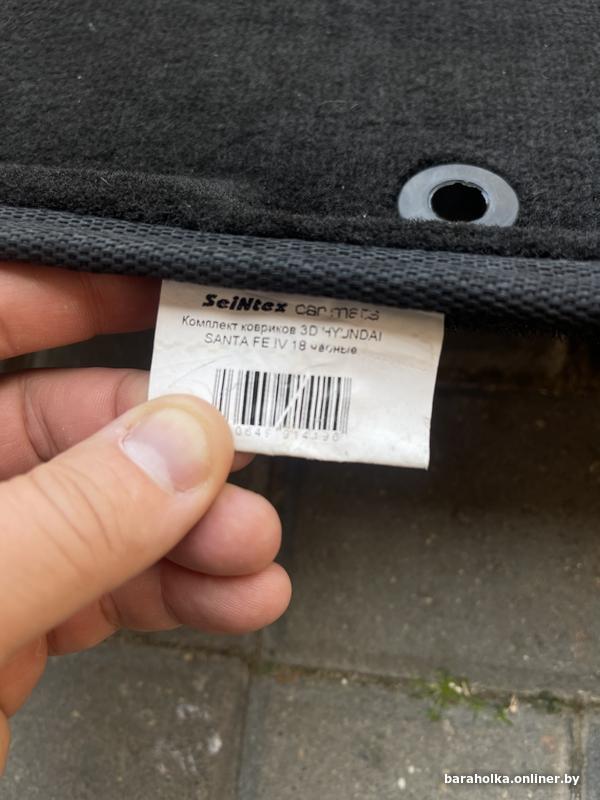 SeiNtex car mats
Комплект ковриков 3D HYUNDAI
SANTA FE IV 18 черные
baraholka.onliner.by